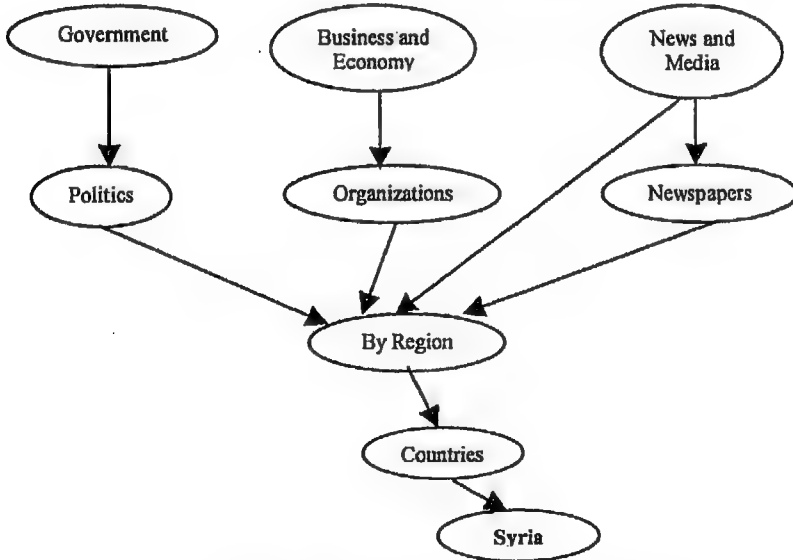 Government
Business and
Economy
News and
Media
Politics
Organizations
Newspapers
By Region
Countries
Syria